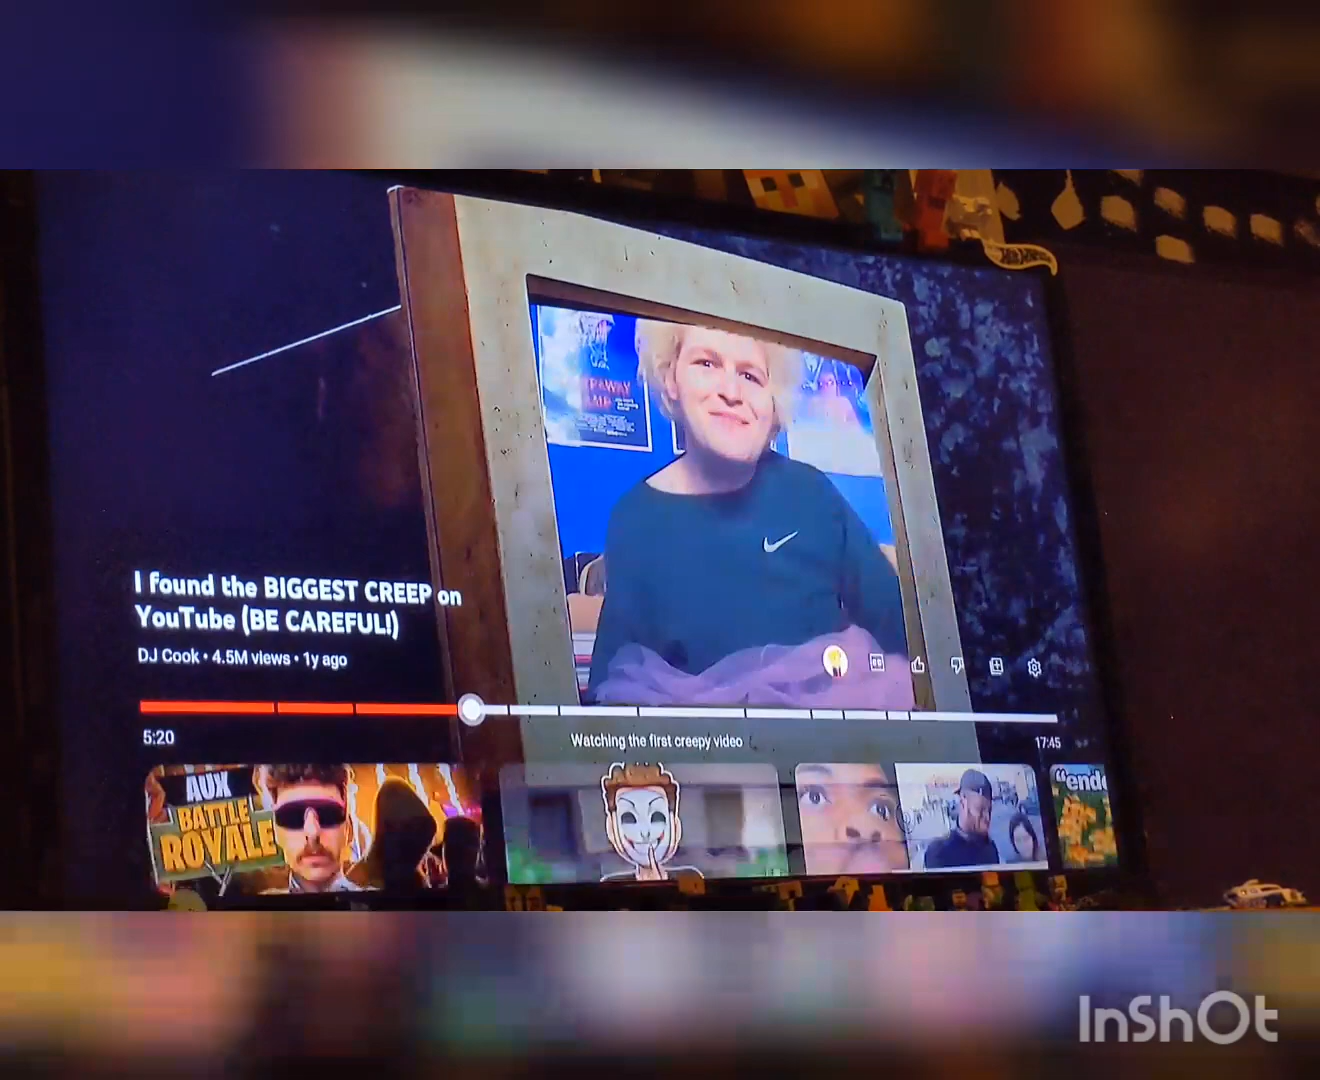 I found the BIGGEST CREEP on
YouTube (BE CAREFUL!)
DJ Cook • 4.5M views • 1y ago
5:20
Watching the first creepy video
17:45
AUX
BATTLE
ROYALE
"ende
InShOt